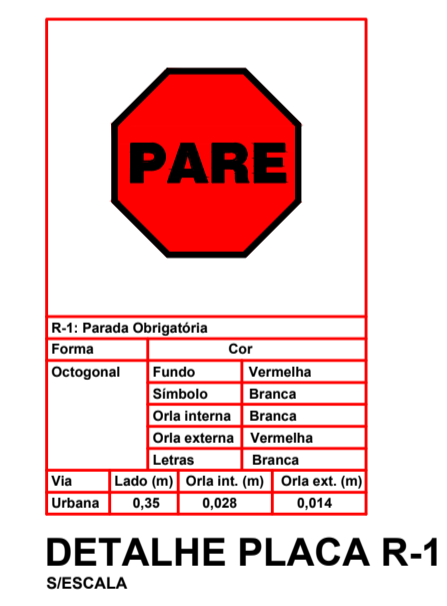 PARE
R-1: Parada Obrigatória
Forma Cor
Octogonal Fundo Vermelha
Símbolo Branca
Orla interna Branca
Orla externa Vermelha
Letras Branca
Via Lado (m) Orla int. (m) Orla ext. (m)
Urbana 0,35 0,028 0,014
DETALHE PLACA R-1
S/ESCALA